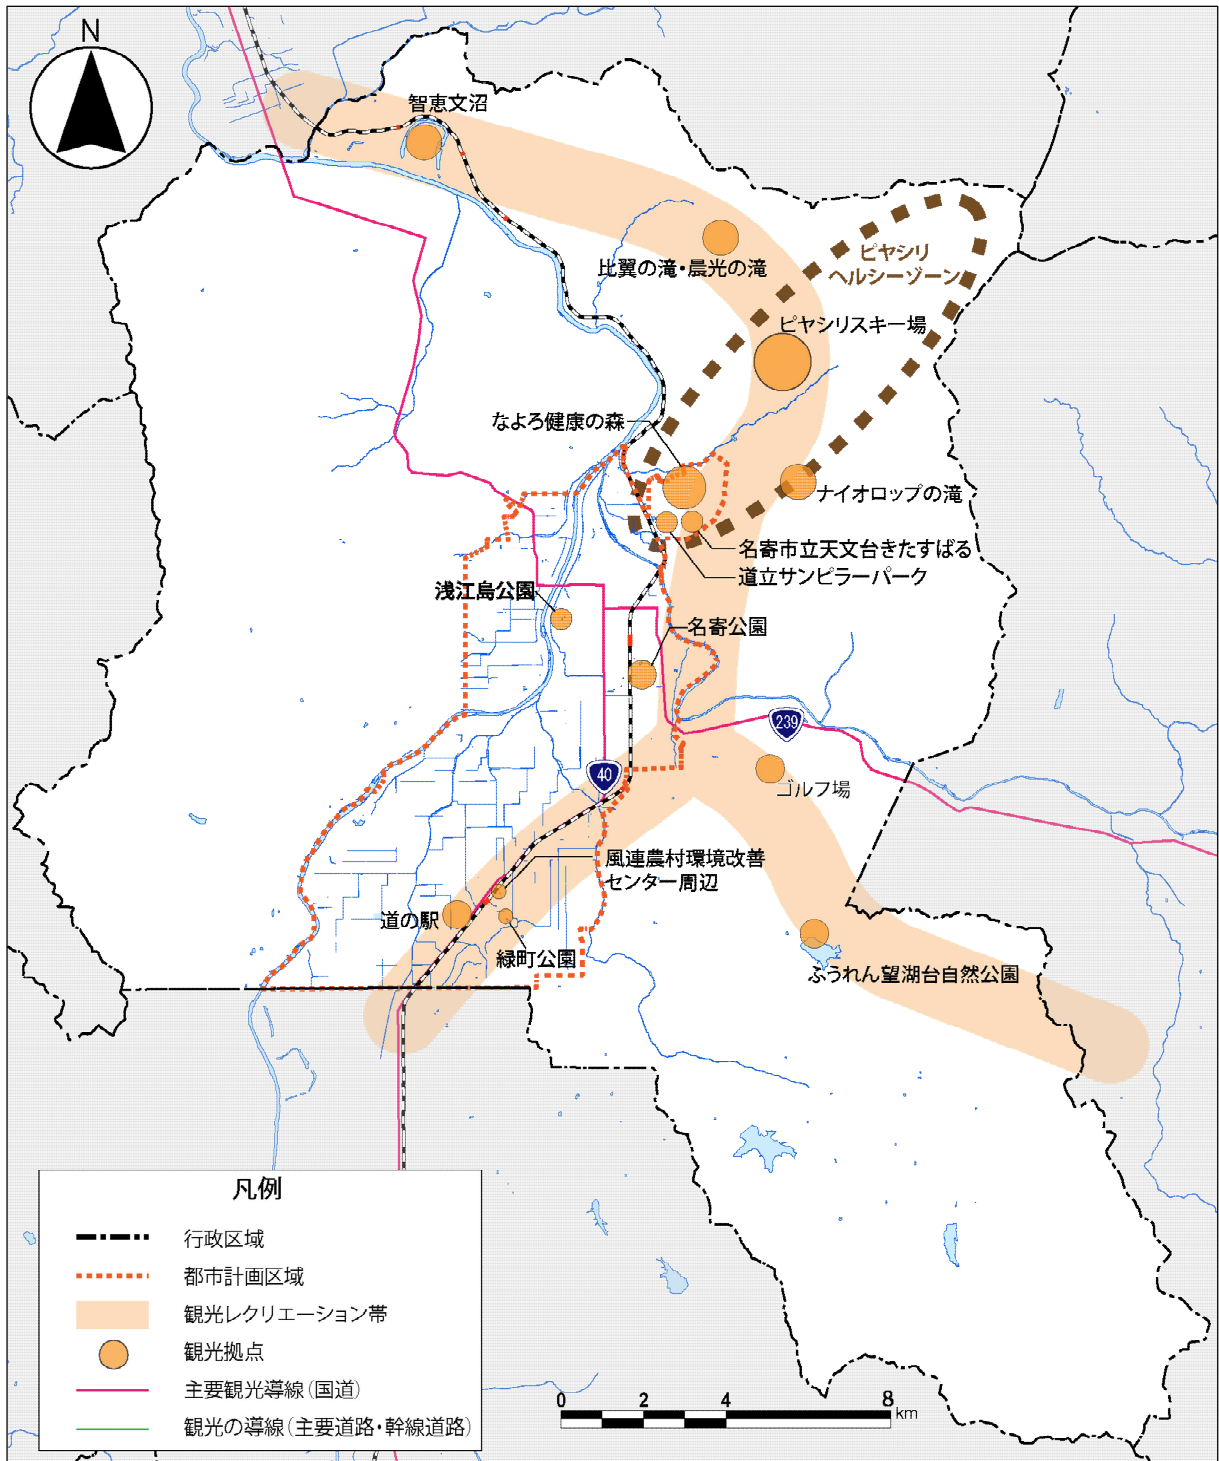 N
智恵文沼
比翼の滝・晨光の滝
ピヤシリ
ヘルシーゾーン
ピヤシリスキー場
なよろ健康の森
ナイオロップの滝
名寄市立天文台きたすばる
道立サンピラーパーク
浅江島公園
名寄公園
239
40
ゴルフ場
風連農村環境改善
センター周辺
道の駅
緑町公園
ふうれん望湖台自然公園
凡例
行政区域
都市計画区域
観光レクリエーション帯
観光拠点
主要観光導線(国道)
観光の導線(主要道路・幹線道路)
0 2 4 8
km